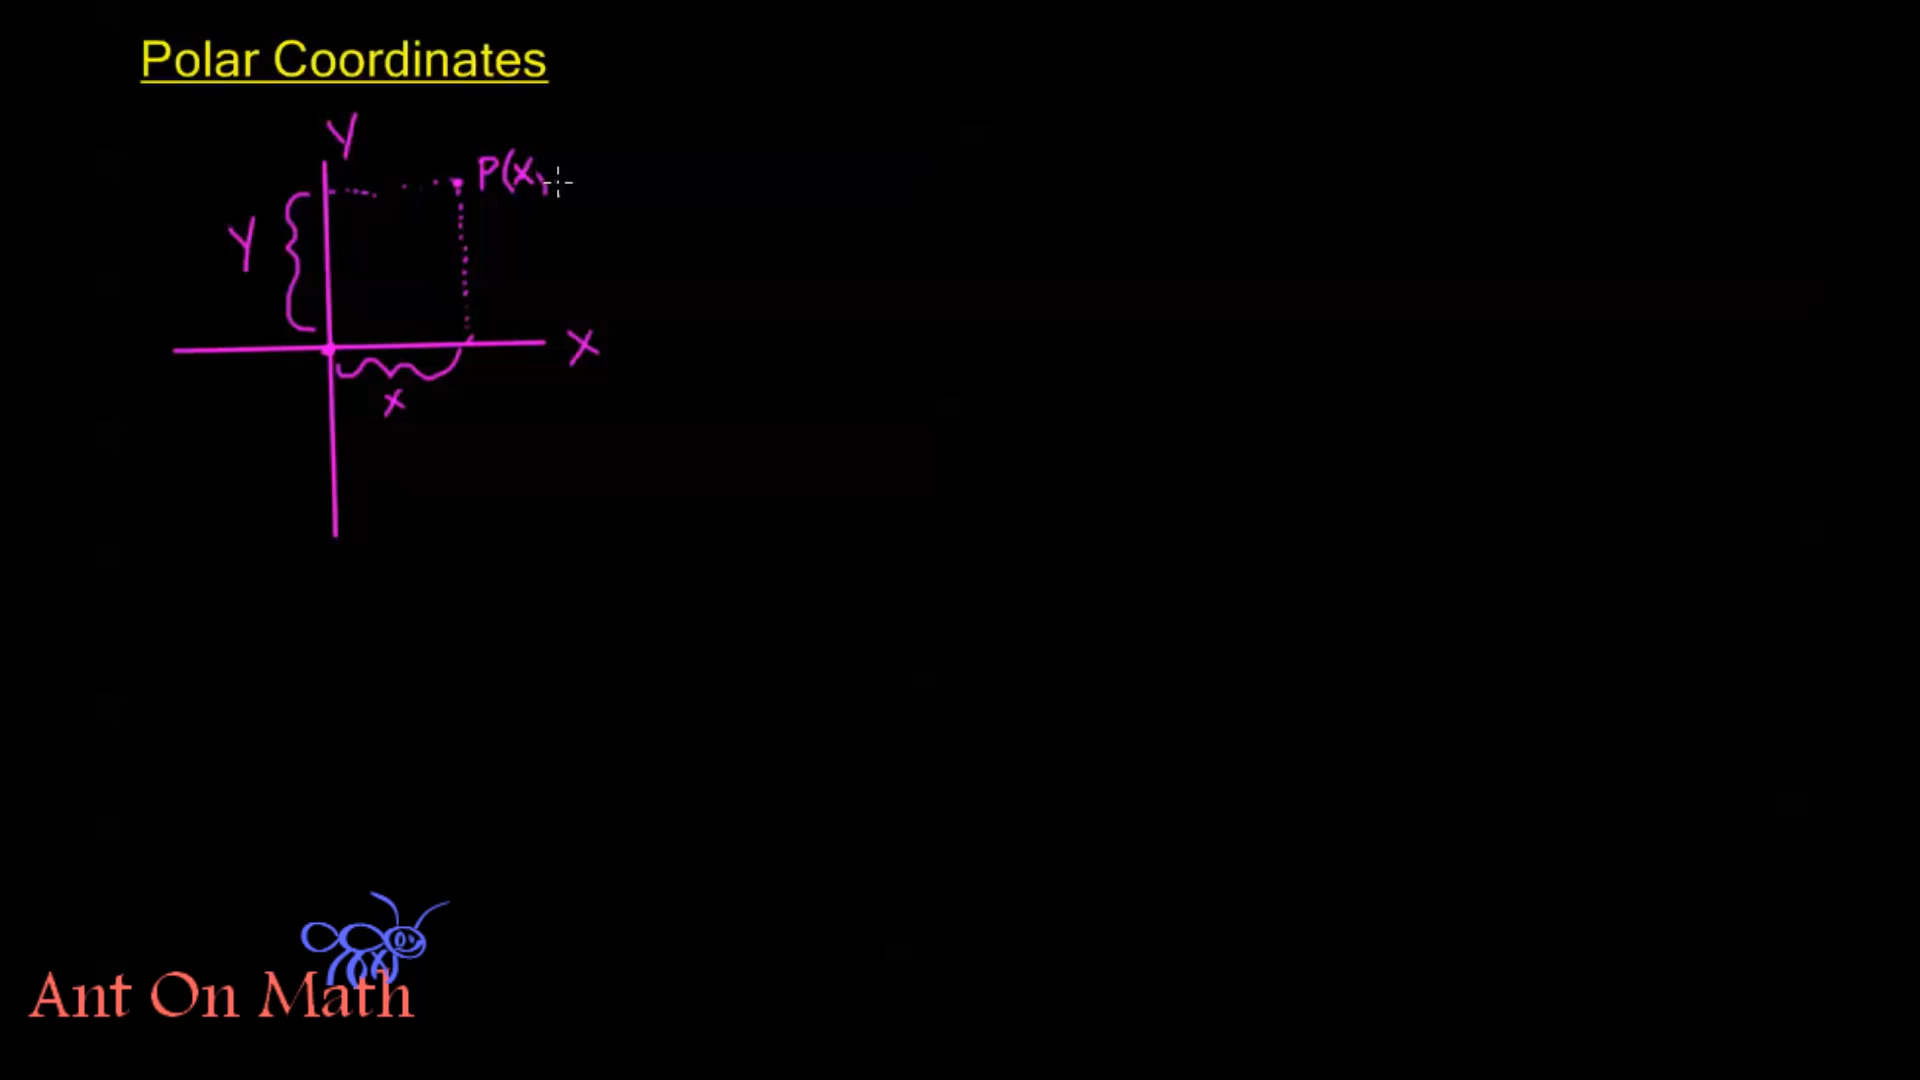 Polar Coordinates
Y
P(x,
Y
X
x
Ant On Math